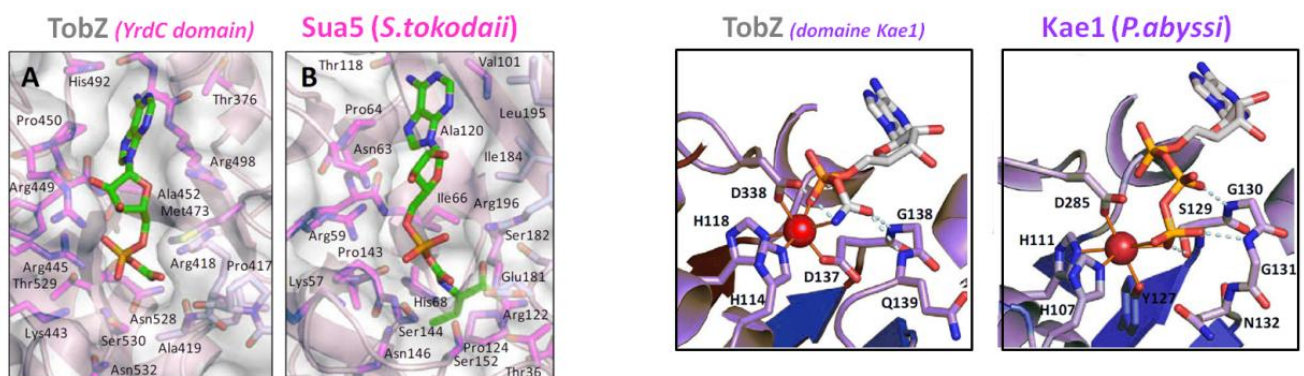 TobZ (YrdC domain)
Sua5 (S.tokodaii)
TobZ (domaine Kae1)
Kae1 (P.abyssi)
A
His492
Thr376
Pro450
Arg498
Arg449
Ala452
Met473
Arg445
Arg418
Pro417
Thr529
Lys443
Asn528
Ser530
Ala419
Asn532
B
Thr118
Val101
Pro64
Leu195
Ala120
Asn63
Ile184
Ile66
Arg196
Arg59
Ser182
Pro143
Glu181
Lys57
His68
Arg122
Ser144
Pro124
Asn146
Ser152
Thr36
D338
H118
G138
D137
H114
Q139
D285
G130
S129
H111
G131
Y127
H107
N132